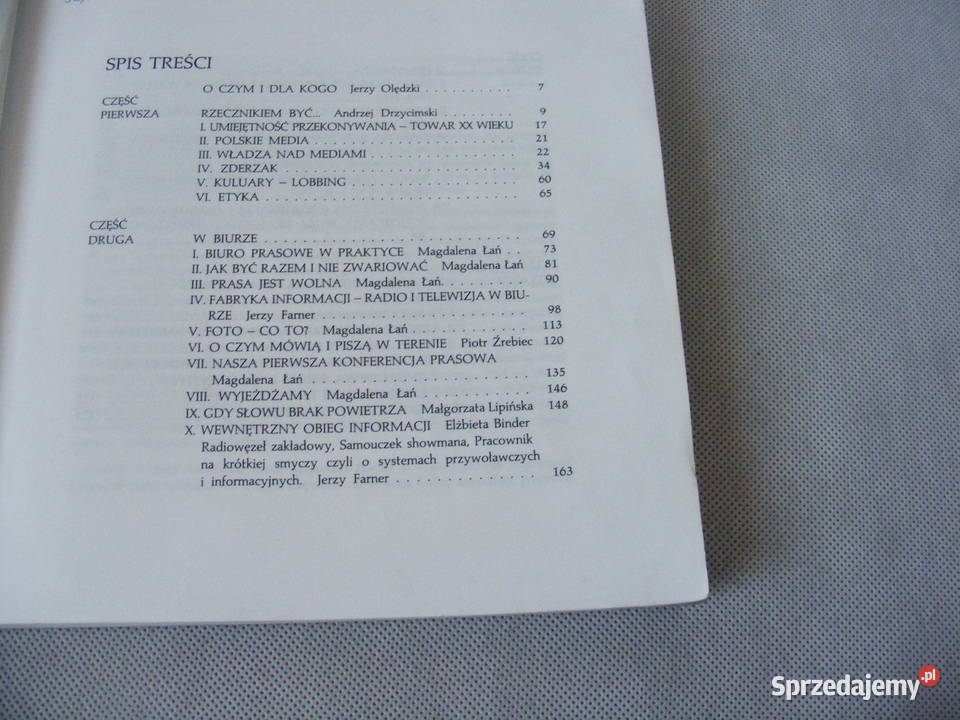 SPIS TREŚCI
O CZYM I DLA KOGO Jerzy Olędzki . . . . . . . . . . 7
CZĘŚĆ
PIERWSZA RZECZNIKIEM BYĆ... Andrzej Drzycimski . . . . . . . . 9
I. UMIEJĘTNOŚĆ PRZEKONYWANIA – TOWAR XX WIEKU 17
II. POLSKIE MEDIA . . . . . . . . . . . . . . . . . . . . 21
III. WŁADZA NAD MEDIAMI . . . . . . . . . . . . . . . 22
IV. ZDERZAK . . . . . . . . . . . . . . . . . . . . . . . 34
V. KULUARY – LOBBING . . . . . . . . . . . . . . . . . 60
VI. ETYKA . . . . . . . . . . . . . . . . . . . . . . . . . 65
CZĘŚĆ
DRUGA W BIURZE . . . . . . . . . . . . . . . . . . . . . . . . . 69
I. BIURO PRASOWE W PRAKTYCE Magdalena Łań . . 73
II. JAK BYĆ RAZEM I NIE ZWARIOWAĆ Magdalena Łań 81
III. PRASA JEST WOLNA Magdalena Łań. . . . . . . . . 90
IV. FABRYKA INFORMACJI – RADIO I TELEWIZJA W BIU-
RZE Jerzy Farner . . . . . . . . . . . . . . . . . . . . 98
V. FOTO – CO TO? Magdalena Łań . . . . . . . . . . . 113
VI. O CZYM MÓWIĄ I PISZĄ W TERENIE Piotr Źrebiec 120
VII. NASZA PIERWSZA KONFERENCJA PRASOWA
Magdalena Łań . . . . . . . . . . . . . . . . . . . . . 135
VIII. WYJEŻDŻAMY Magdalena Łań . . . . . . . . . . . 146
IX. GDY SŁOWU BRAK POWIETRZA Małgorzata Lipińska 148
X. WEWNĘTRZNY OBIEG INFORMACJI Elżbieta Binder
Radiowęzeł zakładowy, Samouczek showmana, Pracownik
na krótkiej smyczy czyli o systemach przywoławczych
i informacyjnych. Jerzy Farner . . . . . . . . . . . . . . 163
Sprzedajemy.pl